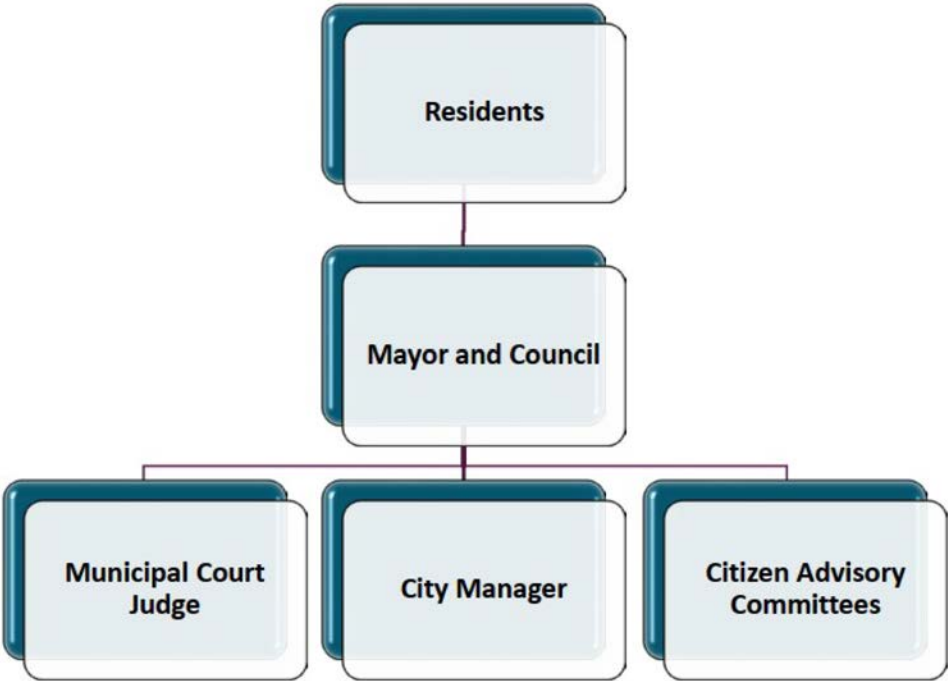 Residents
Mayor and Council
Municipal Court
Judge
City Manager
Citizen Advisory
Committees